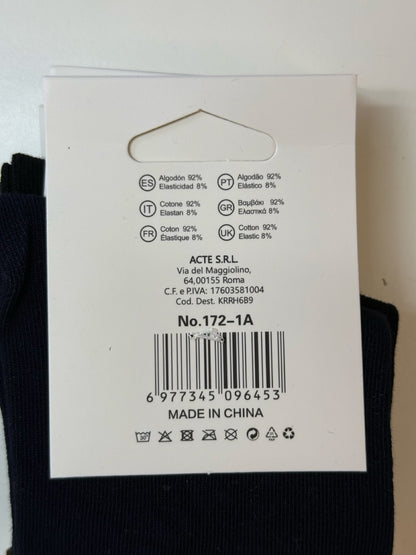 ES Algodón 92%
Elasticidad 8%
PT Algodão 92%
Elástico 8%
IT Cotone 92%
Elastan 8%
GR Βαμβάκι 92%
Ελαστικά 8%
FR Coton 92%
Élastique 8%
UK Cotton 92%
Elastic 8%
ACTE S.R.L.
Via del Maggiolino,
64,00155 Roma
C.F. e P.IVA: 17603581004
Cod. Dest. KRRH6B9
No.172-1A
6 977345 096453
MADE IN CHINA